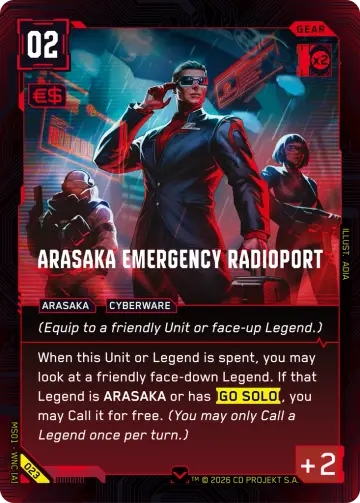 02
GEAR
x2
€$
ILLUST. ADIA
ARASAKA EMERGENCY RADIOPORT
ARASAKA CYBERWARE
(Equip to a friendly Unit or face-up Legend.)
When this Unit or Legend is spent, you may
look at a friendly face-down Legend. If that
Legend is ARASAKA or has GO SOLO, you
may Call it for free. (You may only Call a
Legend once per turn.)
MS01 - WNC [A]
023
+2
™ © 2026 CD PROJEKT S.A.